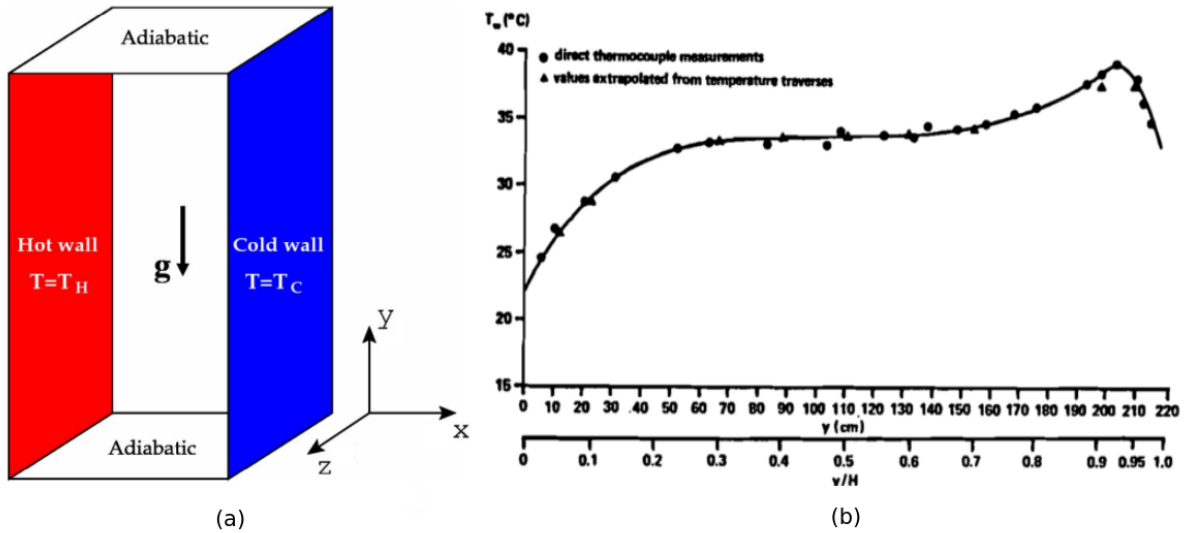 Adiabatic
Hot wall
T=T H
g
Cold wall
T=T C
Adiabatic
y
x
z
(a)
T w (°C)
● direct thermocouple measurements
▲ values extrapolated from temperature traverses
40
35
30
25
20
15
0 10 20 30 40 50 60 70 80 90 100 110 120 130 140 150 160 170 180 190 200 210 220
y (cm)
0 0.1 0.2 0.3 0.4 0.5 0.6 0.7 0.8 0.9 0.95 1.0
y/H
(b)